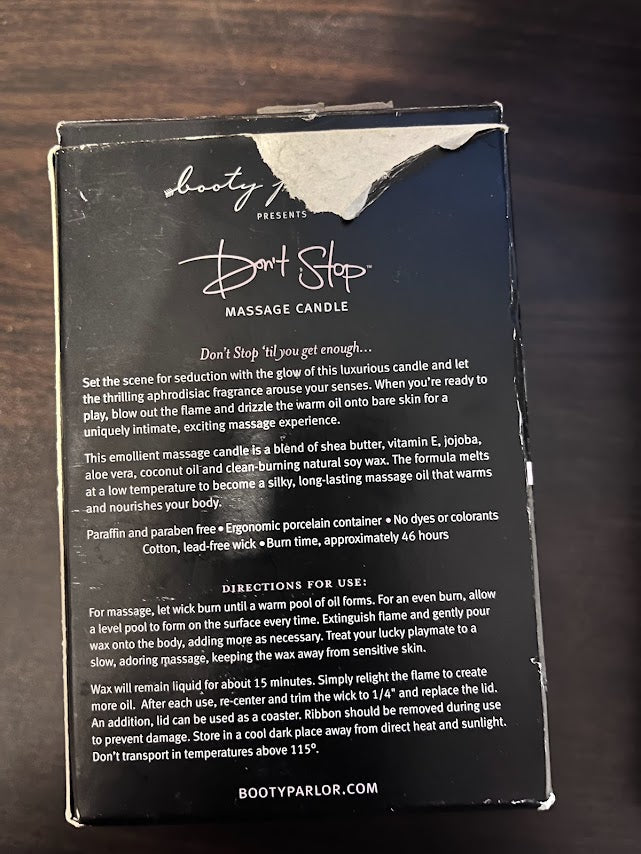 booty
PRESENTS
Don't Stop™
MASSAGE CANDLE
Don't Stop 'til you get enough...
Set the scene for seduction with the glow of this luxurious candle and let
the thrilling aphrodisiac fragrance arouse your senses. When you're ready to
play, blow out the flame and drizzle the warm oil onto bare skin for a
uniquely intimate, exciting massage experience.
This emollient massage candle is a blend of shea butter, vitamin E, jojoba,
aloe vera, coconut oil and clean-burning natural soy wax. The formula melts
at a low temperature to become a silky, long-lasting massage oil that warms
and nourishes your body.
Paraffin and paraben free • Ergonomic porcelain container • No dyes or colorants
Cotton, lead-free wick • Burn time, approximately 46 hours
DIRECTIONS FOR USE:
For massage, let wick burn until a warm pool of oil forms. For an even burn, allow
a level pool to form on the surface every time. Extinguish flame and gently pour
wax onto the body, adding more as necessary. Treat your lucky playmate to a
slow, adoring massage, keeping the wax away from sensitive skin.
Wax will remain liquid for about 15 minutes. Simply relight the flame to create
more oil. After each use, re-center and trim the wick to 1/4" and replace the lid.
An addition, lid can be used as a coaster. Ribbon should be removed during use
to prevent damage. Store in a cool dark place away from direct heat and sunlight.
Don't transport in temperatures above 115°.
BOOTYPARLOR.COM